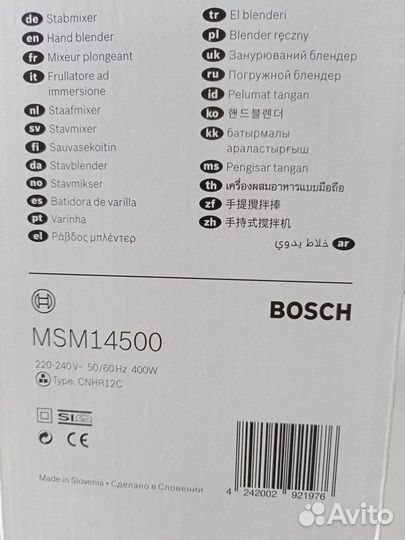 de Stabmixer
en Hand blender
fr Mixeur plongeant
it Frullatore ad
immersione
nl Staafmixer
sv Stavmixer
fi Sauvasekoitin
da Stavblender
no Stavmikser
es Batidora de varilla
pt Varinha
el Ράβδος μπλέντερ
tr El blenderi
pl Blender ręczny
uk Занурювальний блендер
ru Погружной блендер
id Pelumat tangan
ko 핸드블렌더
kk батырмалы
араластырғыш
ms Pengisar tangan
th เครื่องผสมอาหารแบบมือถือ
zf 手提攪拌棒
zh 手持式搅拌机
ar خلاط يدوي
BOSCH
MSM14500
220-240V~ 50/60Hz 400W
Type: CNHR12C
SIQ
CE
Made in Slovenia • Сделано в Словении
4 242002 921976
Avito